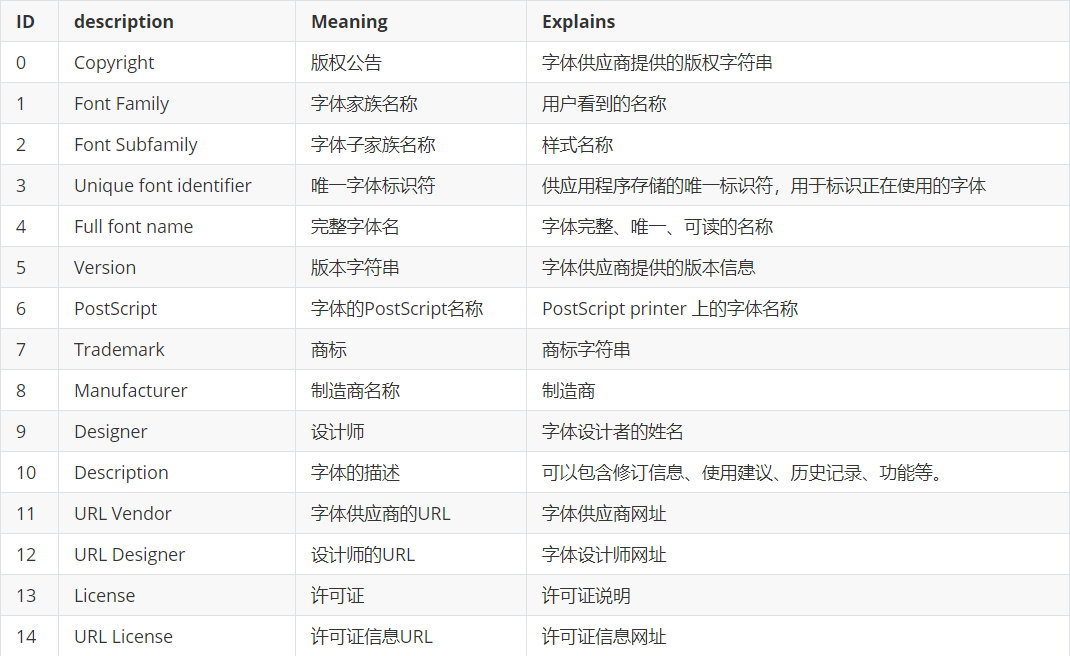 ID description Meaning Explains
0 Copyright 版权公告 字体供应商提供的版权字符串
1 Font Family 字体家族名称 用户看到的名称
2 Font Subfamily 字体子家族名称 样式名称
3 Unique font identifier 唯一字体标识符 供应用程序存储的唯一标识符，用于标识正在使用的字体
4 Full font name 完整字体名 字体完整、唯一、可读的名称
5 Version 版本字符串 字体供应商提供的版本信息
6 PostScript 字体的PostScript名称 PostScript printer 上的字体名称
7 Trademark 商标 商标字符串
8 Manufacturer 制造商名称 制造商
9 Designer 设计师 字体设计者的姓名
10 Description 字体的描述 可以包含修订信息、使用建议、历史记录、功能等。
11 URL Vendor 字体供应商的URL 字体供应商网址
12 URL Designer 设计师的URL 字体设计师网址
13 License 许可证 许可证说明
14 URL License 许可证信息URL 许可证信息网址